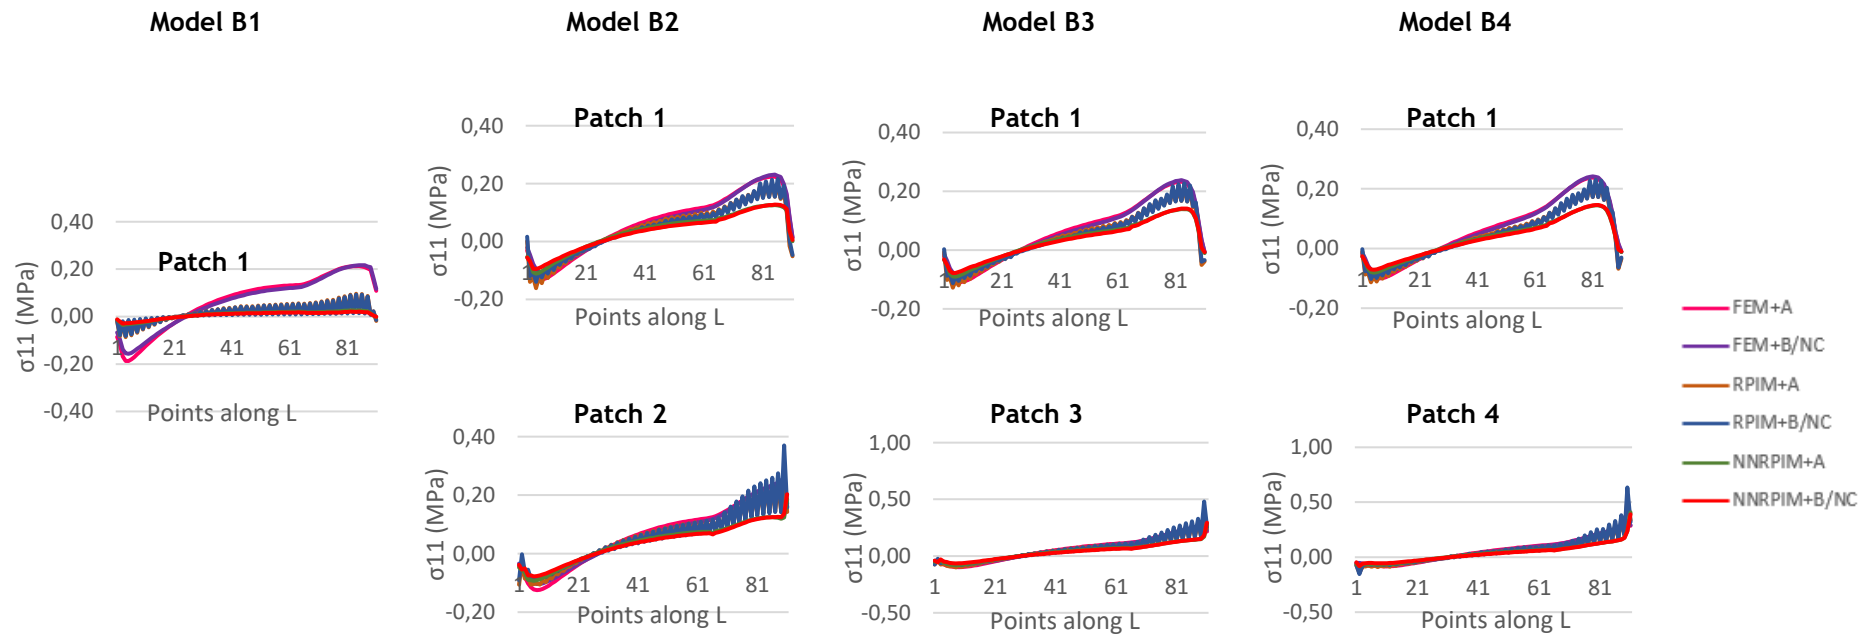 Model B1
Model B2
Model B3
Model B4
Patch 1
0,40
0,20
0,00
-0,20
-0,40
σ11 (MPa)
1 21 41 61 81
Points along L
Patch 1
0,40
0,20
0,00
-0,20
σ11 (MPa)
1 21 41 61 81
Points along L
Patch 1
0,40
0,20
0,00
-0,20
σ11 (MPa)
1 21 41 61 81
Points along L
Patch 1
0,40
0,20
0,00
-0,20
σ11 (MPa)
1 21 41 61 81
Points along L
Patch 2
0,40
0,20
0,00
-0,20
σ11 (MPa)
1 21 41 61 81
Points along L
Patch 3
1,00
0,50
0,00
-0,50
σ11 (MPa)
1 21 41 61 81
Points along L
Patch 4
1,00
0,50
0,00
-0,50
σ11 (MPa)
1 21 41 61 81
Points along L
FEM+A
FEM+B/NC
RPIM+A
RPIM+B/NC
NNRPIM+A
NNRPIM+B/NC